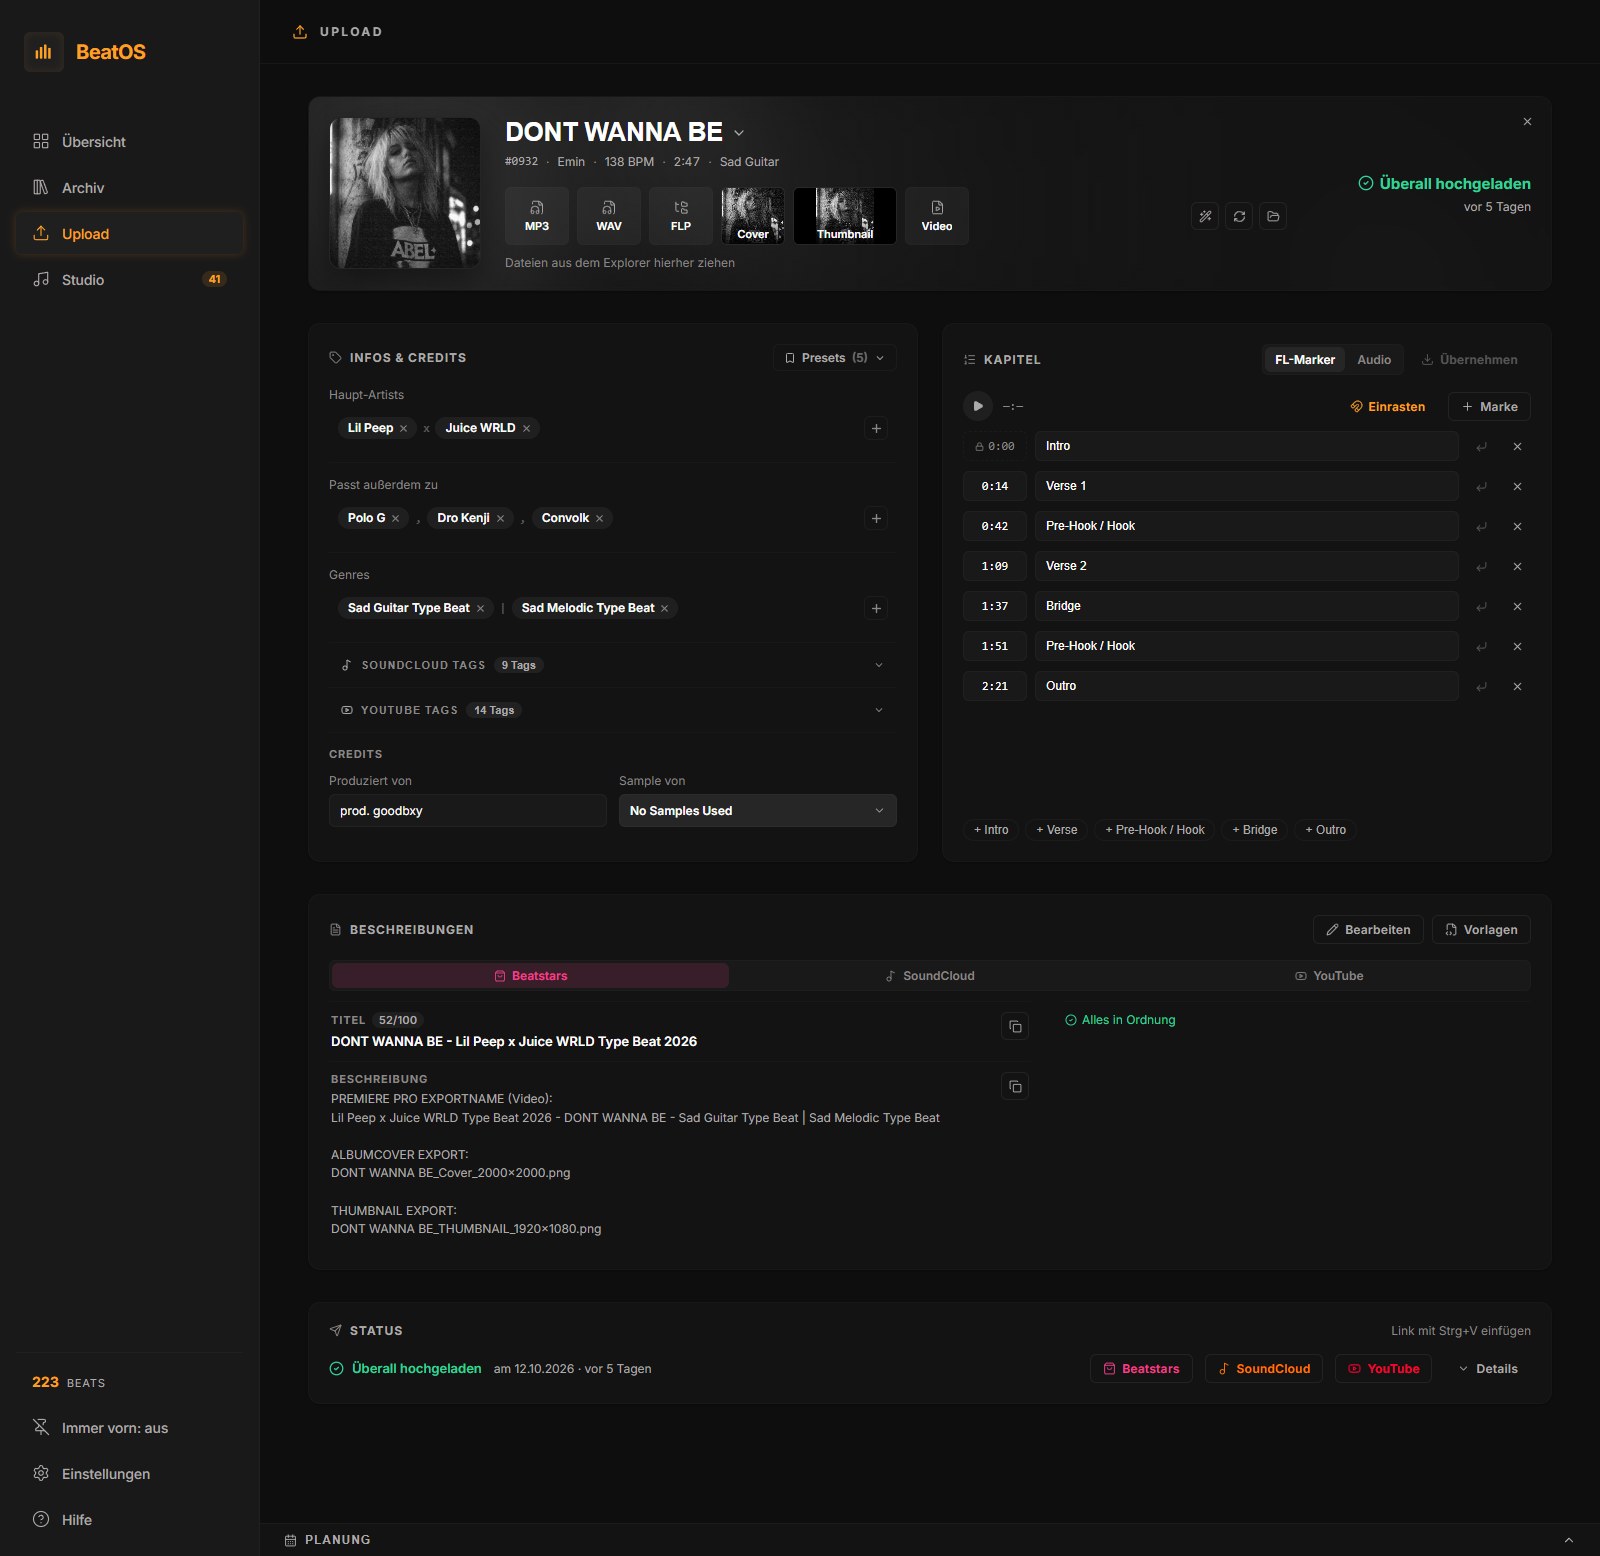 BeatOS
Übersicht
Archiv
Upload
Studio
41
223 BEATS
Immer vorn: aus
Einstellungen
Hilfe
UPLOAD
DONT WANNA BE
#0932 · Emin · 138 BPM · 2:47 · Sad Guitar
MP3
WAV
FLP
Cover
Thumbnail
Video
ABEL
Dateien aus dem Explorer hierher ziehen
Überall hochgeladen
vor 5 Tagen
INFOS & CREDITS
Presets (5)
Haupt-Artists
Lil Peep × x Juice WRLD ×
Passt außerdem zu
Polo G × , Dro Kenji × , Convolk ×
Genres
Sad Guitar Type Beat × | Sad Melodic Type Beat ×
SOUNDCLOUD TAGS 9 Tags
YOUTUBE TAGS 14 Tags
CREDITS
Produziert von
prod. goodbxy
Sample von
No Samples Used
KAPITEL
FL-Marker
Audio
Übernehmen
–:–
Einrasten
+ Marke
0:00 Intro
0:14 Verse 1
0:42 Pre-Hook / Hook
1:09 Verse 2
1:37 Bridge
1:51 Pre-Hook / Hook
2:21 Outro
+ Intro
+ Verse
+ Pre-Hook / Hook
+ Bridge
+ Outro
BESCHREIBUNGEN
Bearbeiten
Vorlagen
Beatstars
SoundCloud
YouTube
TITEL 52/100
DONT WANNA BE - Lil Peep x Juice WRLD Type Beat 2026
Alles in Ordnung
BESCHREIBUNG
PREMIERE PRO EXPORTNAME (Video):
Lil Peep x Juice WRLD Type Beat 2026 - DONT WANNA BE - Sad Guitar Type Beat | Sad Melodic Type Beat
ALBUMCOVER EXPORT:
DONT WANNA BE_Cover_2000×2000.png
THUMBNAIL EXPORT:
DONT WANNA BE_THUMBNAIL_1920×1080.png
STATUS
Link mit Strg+V einfügen
Überall hochgeladen am 12.10.2026 · vor 5 Tagen
Beatstars
SoundCloud
YouTube
Details
PLANUNG